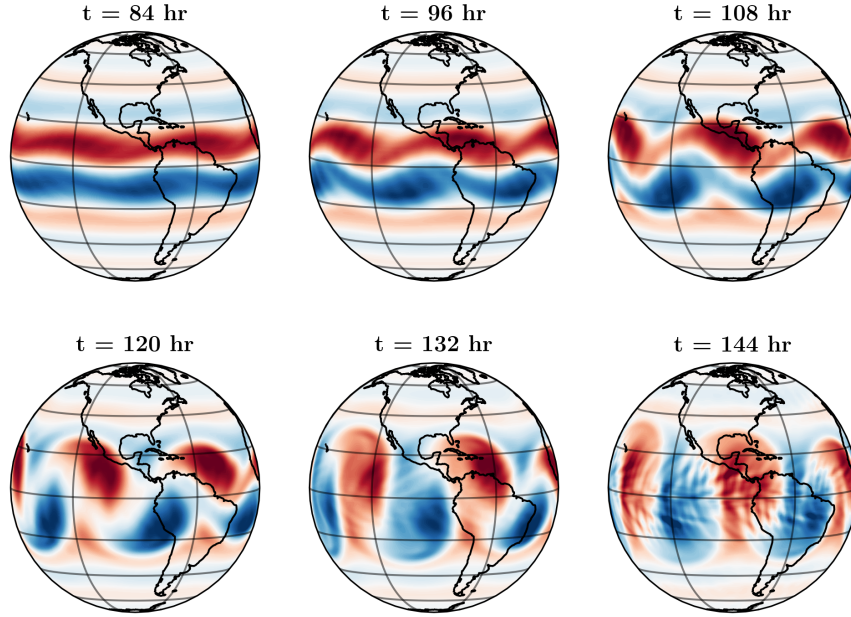 t = 84 hr
t = 96 hr
t = 108 hr
t = 120 hr
t = 132 hr
t = 144 hr